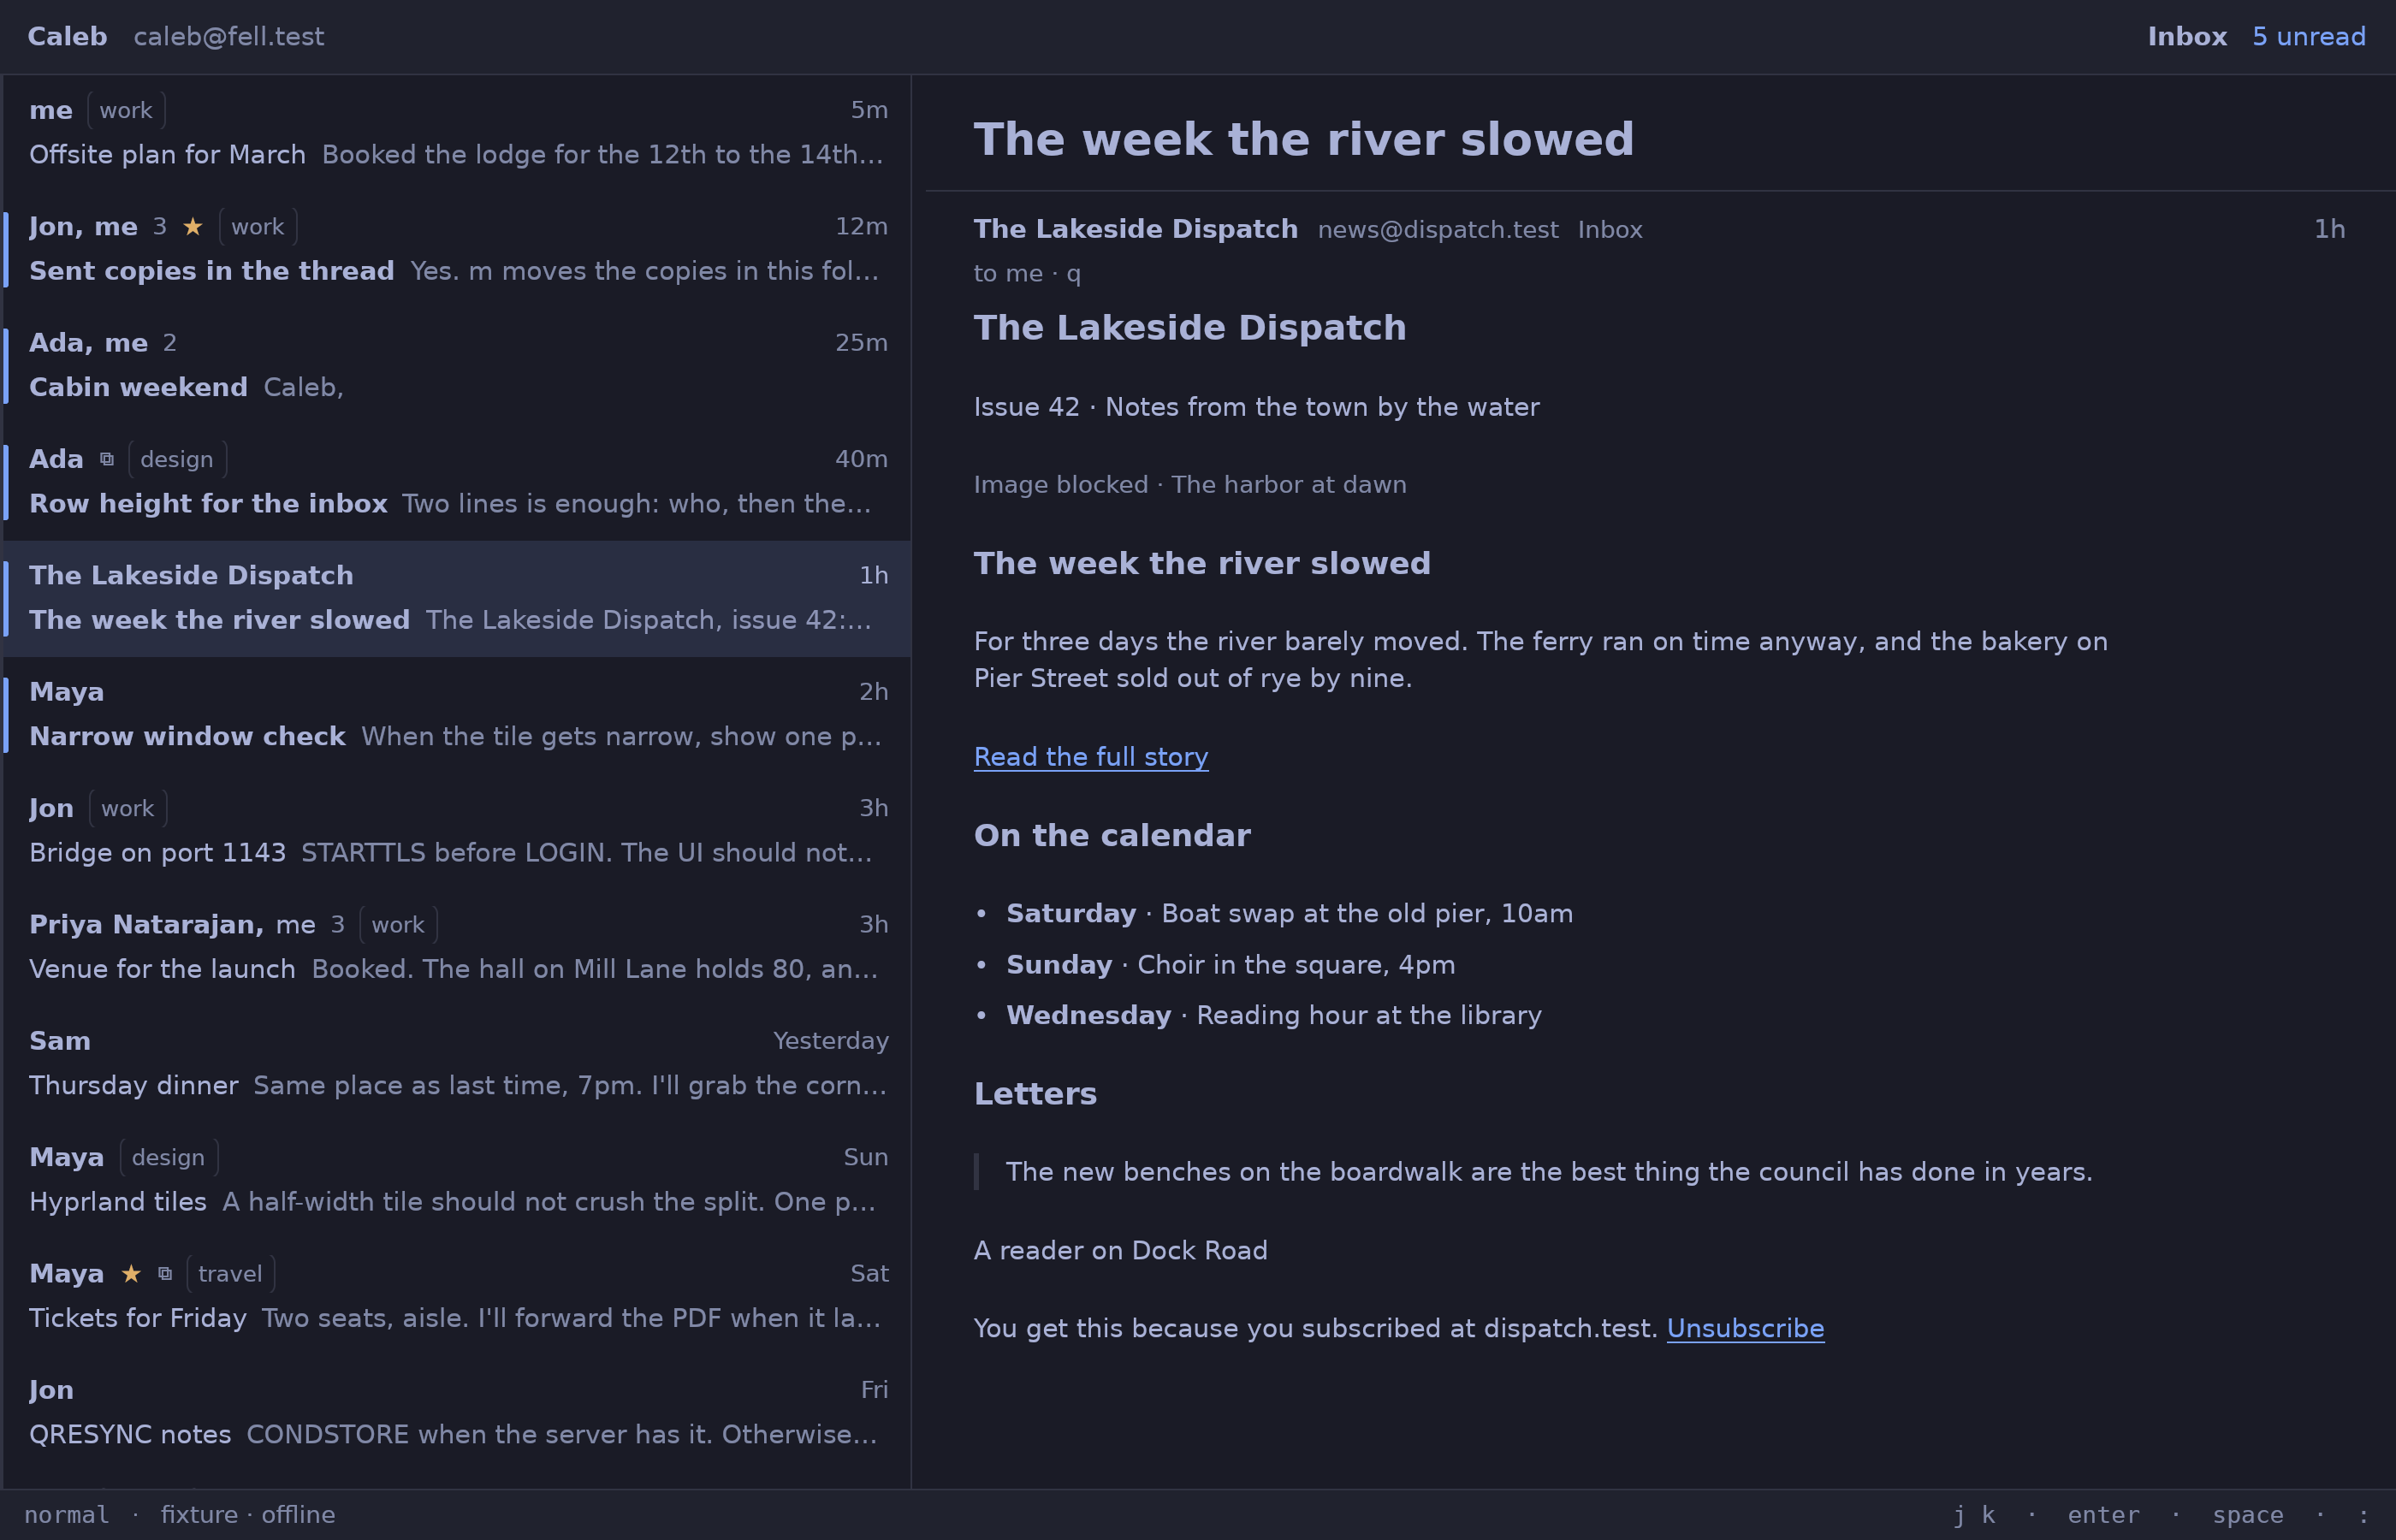 Caleb caleb@fell.test Inbox 5 unread
me work 5m
Offsite plan for March Booked the lodge for the 12th to the 14th…
Jon, me 3 ★ work 12m
Sent copies in the thread Yes. m moves the copies in this fol…
Ada, me 2 25m
Cabin weekend Caleb,
Ada ⧉ design 40m
Row height for the inbox Two lines is enough: who, then the…
The Lakeside Dispatch 1h
The week the river slowed The Lakeside Dispatch, issue 42:…
Maya 2h
Narrow window check When the tile gets narrow, show one p…
Jon work 3h
Bridge on port 1143 STARTTLS before LOGIN. The UI should not…
Priya Natarajan, me 3 work 3h
Venue for the launch Booked. The hall on Mill Lane holds 80, an…
Sam Yesterday
Thursday dinner Same place as last time, 7pm. I'll grab the corn…
Maya design Sun
Hyprland tiles A half-width tile should not crush the split. One p…
Maya ★ ⧉ travel Sat
Tickets for Friday Two seats, aisle. I'll forward the PDF when it la…
Jon Fri
QRESYNC notes CONDSTORE when the server has it. Otherwise…
The week the river slowed
The Lakeside Dispatch news@dispatch.test Inbox 1h
to me · q
The Lakeside Dispatch
Issue 42 · Notes from the town by the water
Image blocked · The harbor at dawn
The week the river slowed
For three days the river barely moved. The ferry ran on time anyway, and the bakery on
Pier Street sold out of rye by nine.
Read the full story
On the calendar
• Saturday · Boat swap at the old pier, 10am
• Sunday · Choir in the square, 4pm
• Wednesday · Reading hour at the library
Letters
The new benches on the boardwalk are the best thing the council has done in years.
A reader on Dock Road
You get this because you subscribed at dispatch.test. Unsubscribe
normal · fixture · offline j k · enter · space · :